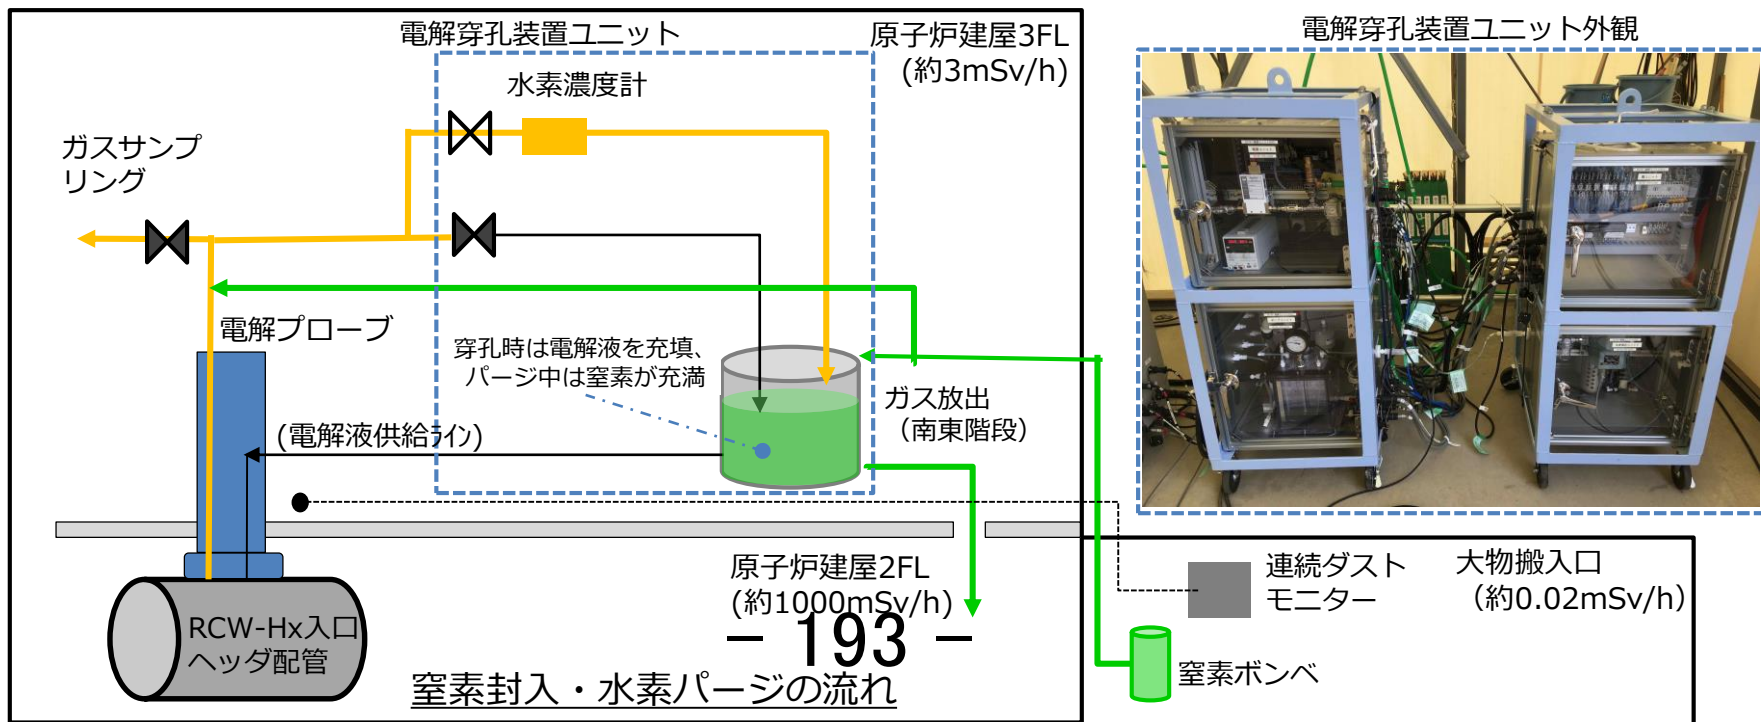 電解穿孔装置ユニット
原子炉建屋3FL
(約3mSv/h)
水素濃度計
ガスサンプ
リング
電解プローブ
穿孔時は電解液を充填、
パージ中は窒素が充満
(電解液供給ﾗｲﾝ)
ガス放出
（南東階段）
原子炉建屋2FL
(約1000mSv/h)
RCW-Hx入口
ヘッダ配管
- 193 -
窒素封入・水素パージの流れ
電解穿孔装置ユニット外観
連続ダスト
モニター
大物搬入口
（約0.02mSv/h）
窒素ボンベ